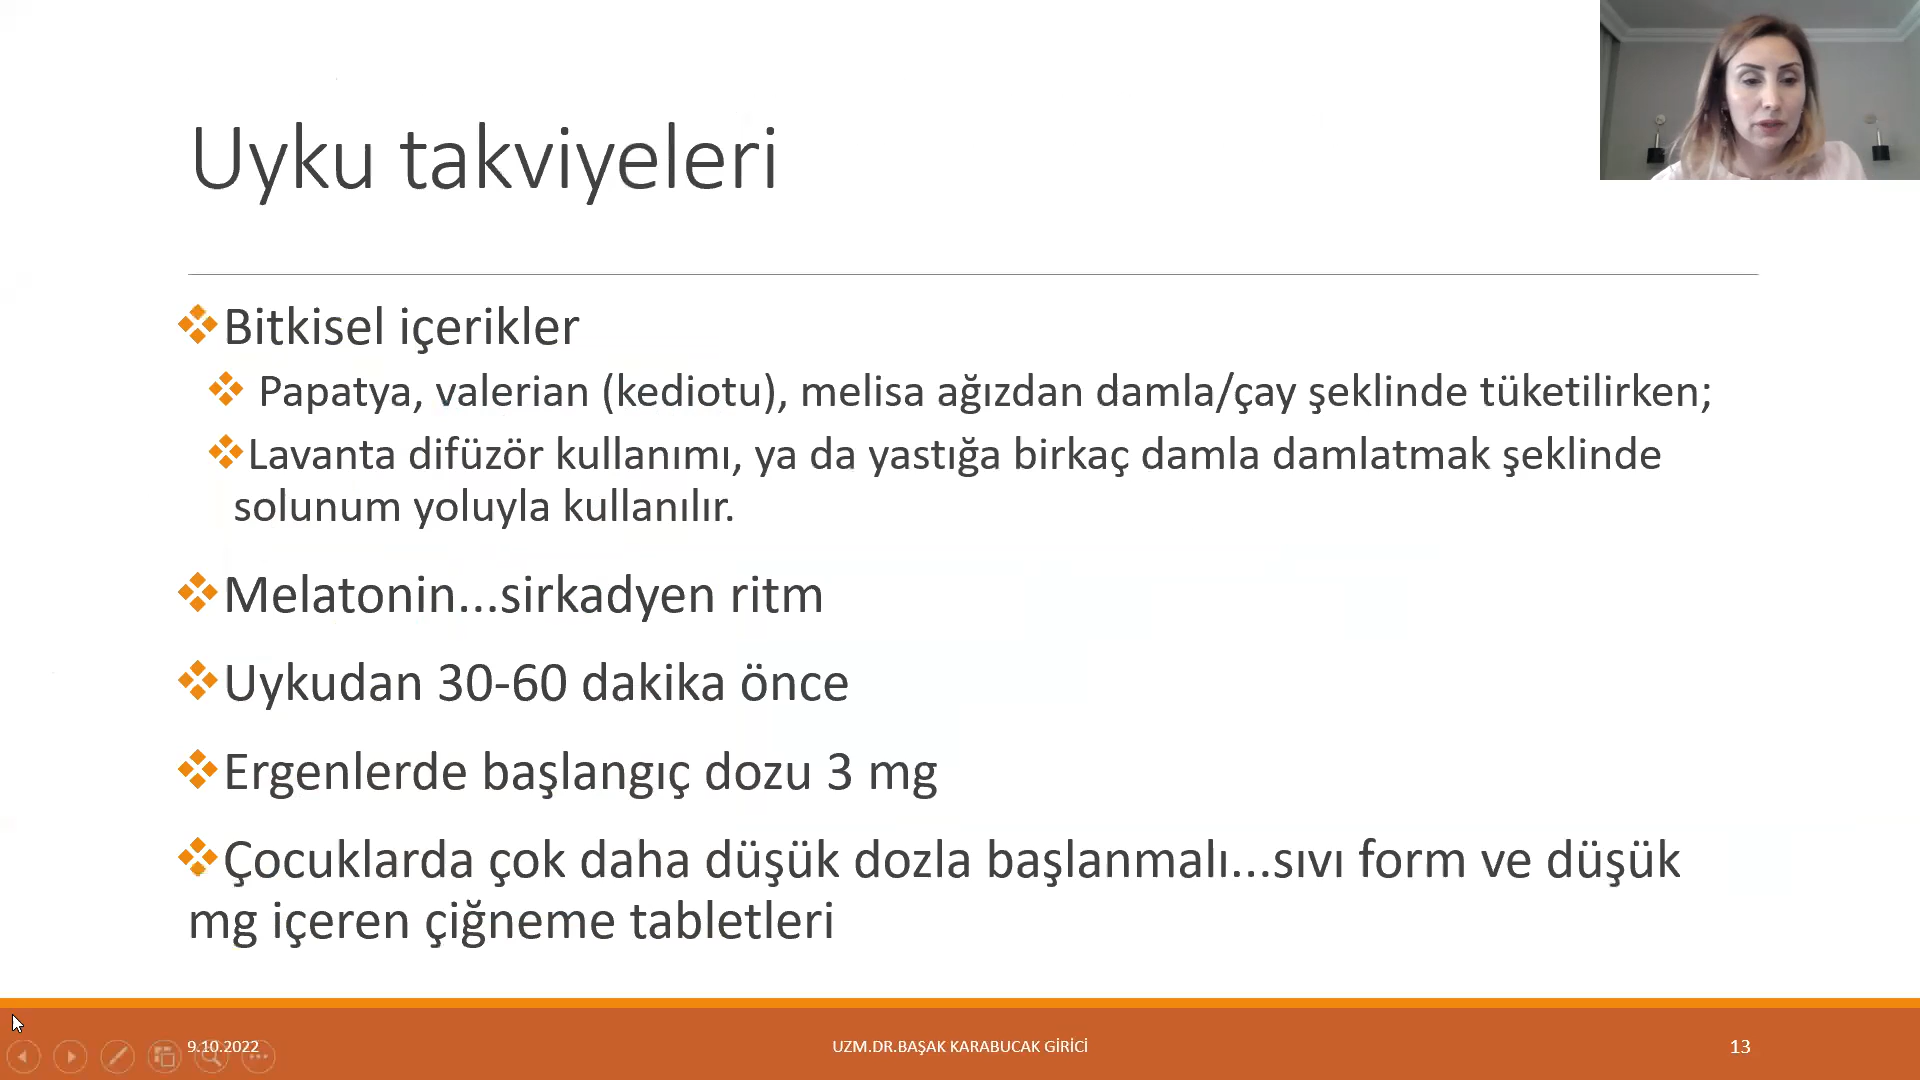 Uyku takviyeleri
Bitkisel içerikler
Papatya, valerian (kediotu), melisa ağızdan damla/çay şeklinde tüketilirken;
Lavanta difüzör kullanımı, ya da yastığa birkaç damla damlatmak şeklinde
solunum yoluyla kullanılır.
Melatonin...sirkadyen ritm
Uykudan 30-60 dakika önce
Ergenlerde başlangıç dozu 3 mg
Çocuklarda çok daha düşük dozla başlanmalı...sıvı form ve düşük
mg içeren çiğneme tabletleri
9.10.2022
UZM.DR.BAŞAK KARABUCAK GİRİCİ
13